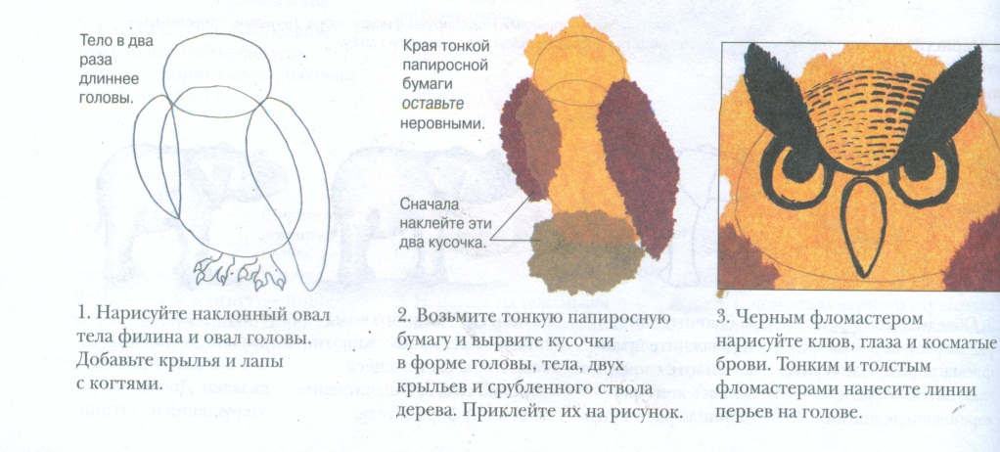 Тело в два
раза
длиннее
головы.
1. Нарисуйте наклонный овал
тела филина и овал головы.
Добавьте крылья и лапы
с когтями.
Края тонкой
папиросной
бумаги
оставьте
неровными.
Сначала
наклейте эти
два кусочка.
2. Возьмите тонкую папиросную
бумагу и вырвите кусочки
в форме головы, тела, двух
крыльев и срубленного ствола
дерева. Приклейте их на рисунок.
3. Черным фломастером
нарисуйте клюв, глаза и косматые
брови. Тонким и толстым
фломастерами нанесите линии
перьев на голове.